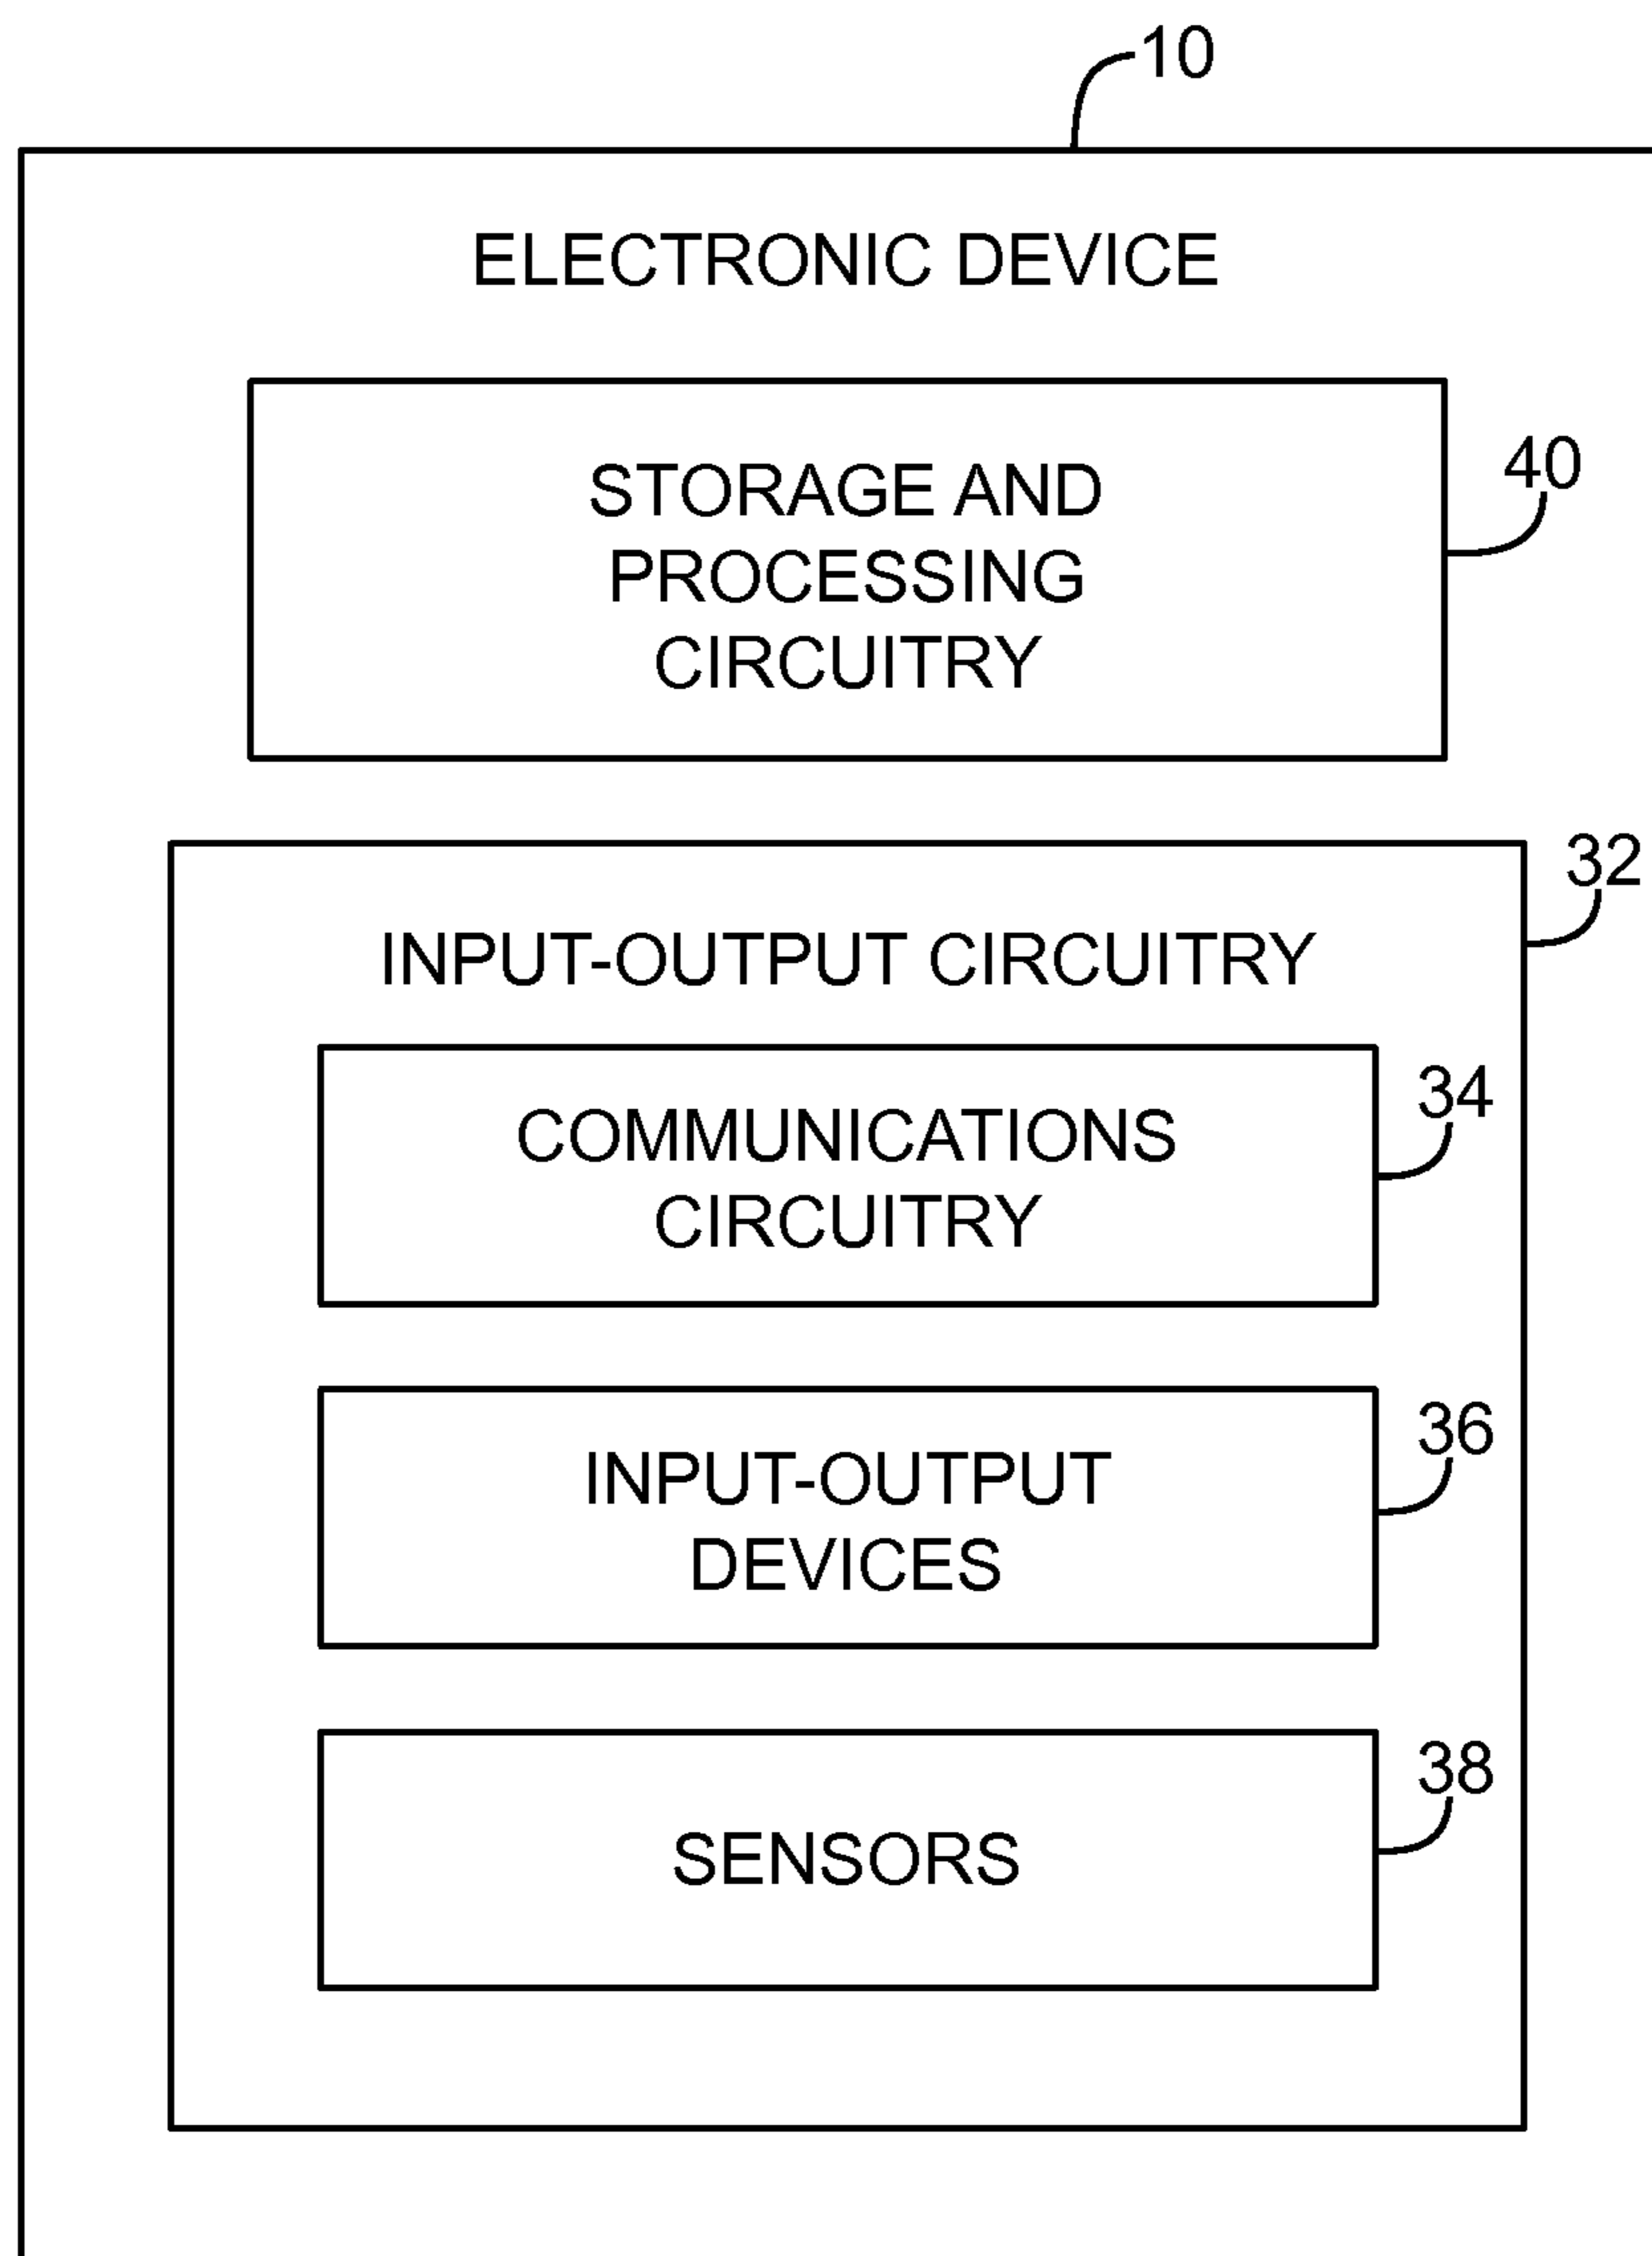 10
ELECTRONIC DEVICE
STORAGE AND
PROCESSING
CIRCUITRY
40
32
INPUT-OUTPUT CIRCUITRY
COMMUNICATIONS
CIRCUITRY
34
INPUT-OUTPUT
DEVICES
36
SENSORS
38